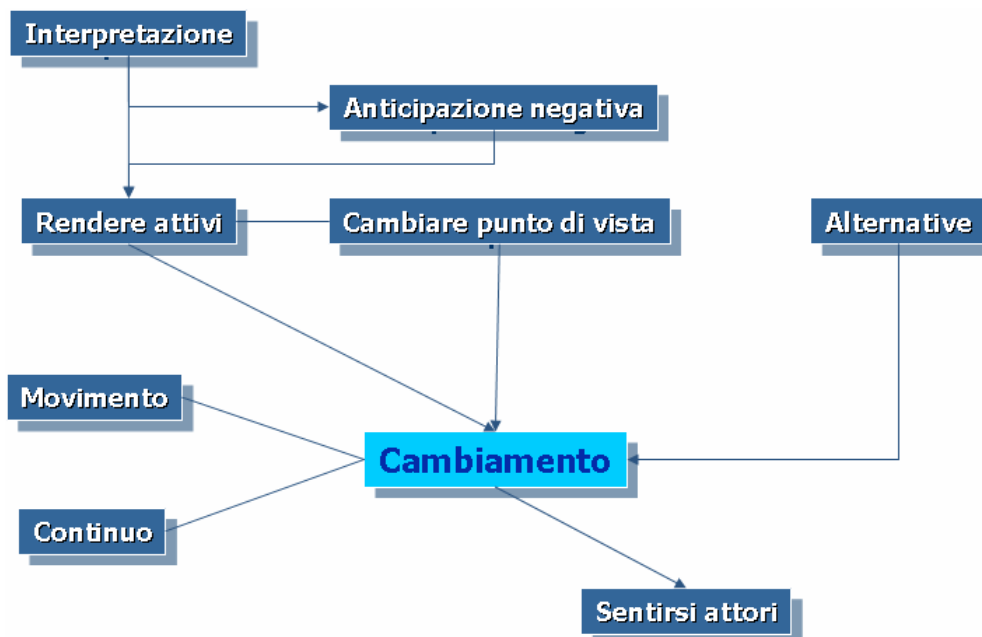 Interpretazione
Anticipazione negativa
Rendere attivi
Cambiare punto di vista
Alternative
Movimento
Cambiamento
Continuo
Sentirsi attori